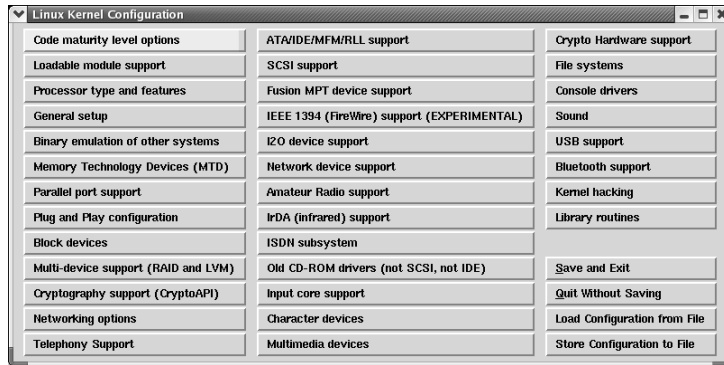 Linux Kernel Configuration
Code maturity level options
Loadable module support
Processor type and features
General setup
Binary emulation of other systems
Memory Technology Devices (MTD)
Parallel port support
Plug and Play configuration
Block devices
Multi-device support (RAID and LVM)
Cryptography support (CryptoAPI)
Networking options
Telephony Support
ATA/IDE/MFM/RLL support
SCSI support
Fusion MPT device support
IEEE 1394 (FireWire) support (EXPERIMENTAL)
I2O device support
Network device support
Amateur Radio support
IrDA (infrared) support
ISDN subsystem
Old CD-ROM drivers (not SCSI, not IDE)
Input core support
Character devices
Multimedia devices
Crypto Hardware support
File systems
Console drivers
Sound
USB support
Bluetooth support
Kernel hacking
Library routines
Save and Exit
Quit Without Saving
Load Configuration from File
Store Configuration to File